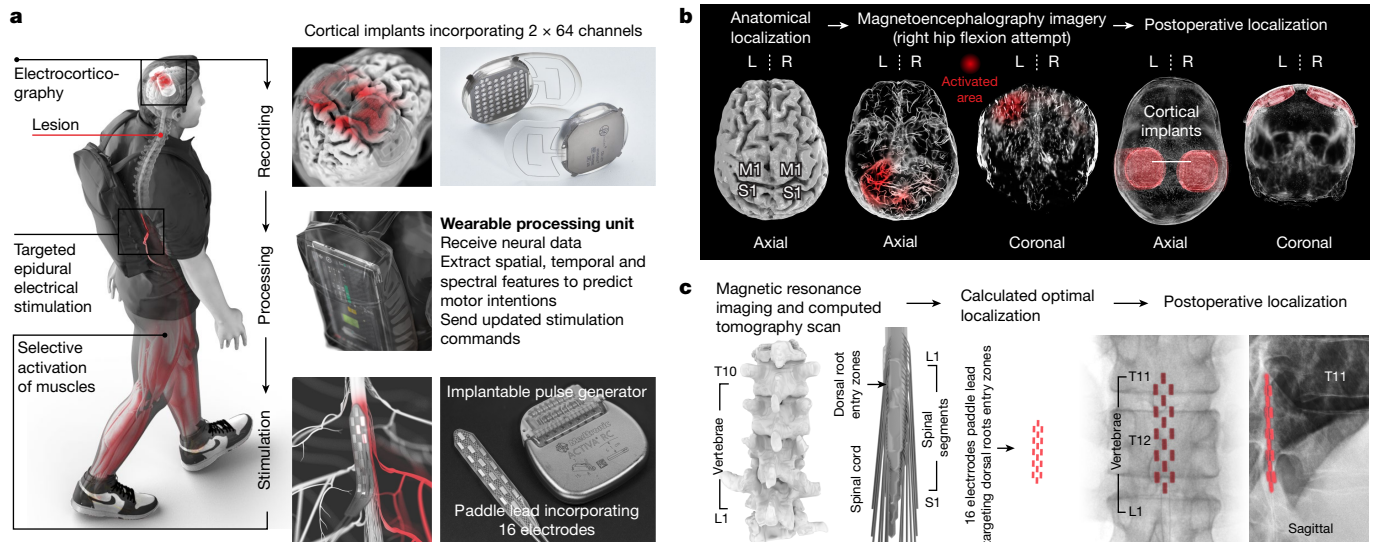 a
Cortical implants incorporating 2 × 64 channels
Electrocortico-
graphy
Lesion
Recording
Targeted
epidural
electrical
stimulation
Processing
Wearable processing unit
Receive neural data
Extract spatial, temporal and
spectral features to predict
motor intentions
Send updated stimulation
commands
Selective
activation
of muscles
Stimulation
Implantable pulse generator
ACTIVA® RC
Paddle lead incorporating
16 electrodes
b
Anatomical
localization
Magnetoencephalography imagery
(right hip flexion attempt)
Postoperative localization
L R
L R
Activated
area
L R
L R
L R
M1 M1
S1 S1
Cortical
implants
Axial
Axial
Coronal
Axial
Coronal
c
Magnetic resonance
imaging and computed
tomography scan
Calculated optimal
localization
Postoperative localization
T10
Vertebrae
L1
Dorsal root
entry zones
Spinal cord
L1
Spinal
segments
S1
16 electrodes paddle lead
targeting dorsal roots entry zones
T11
Vertebrae
T12
L1
T11
Sagittal